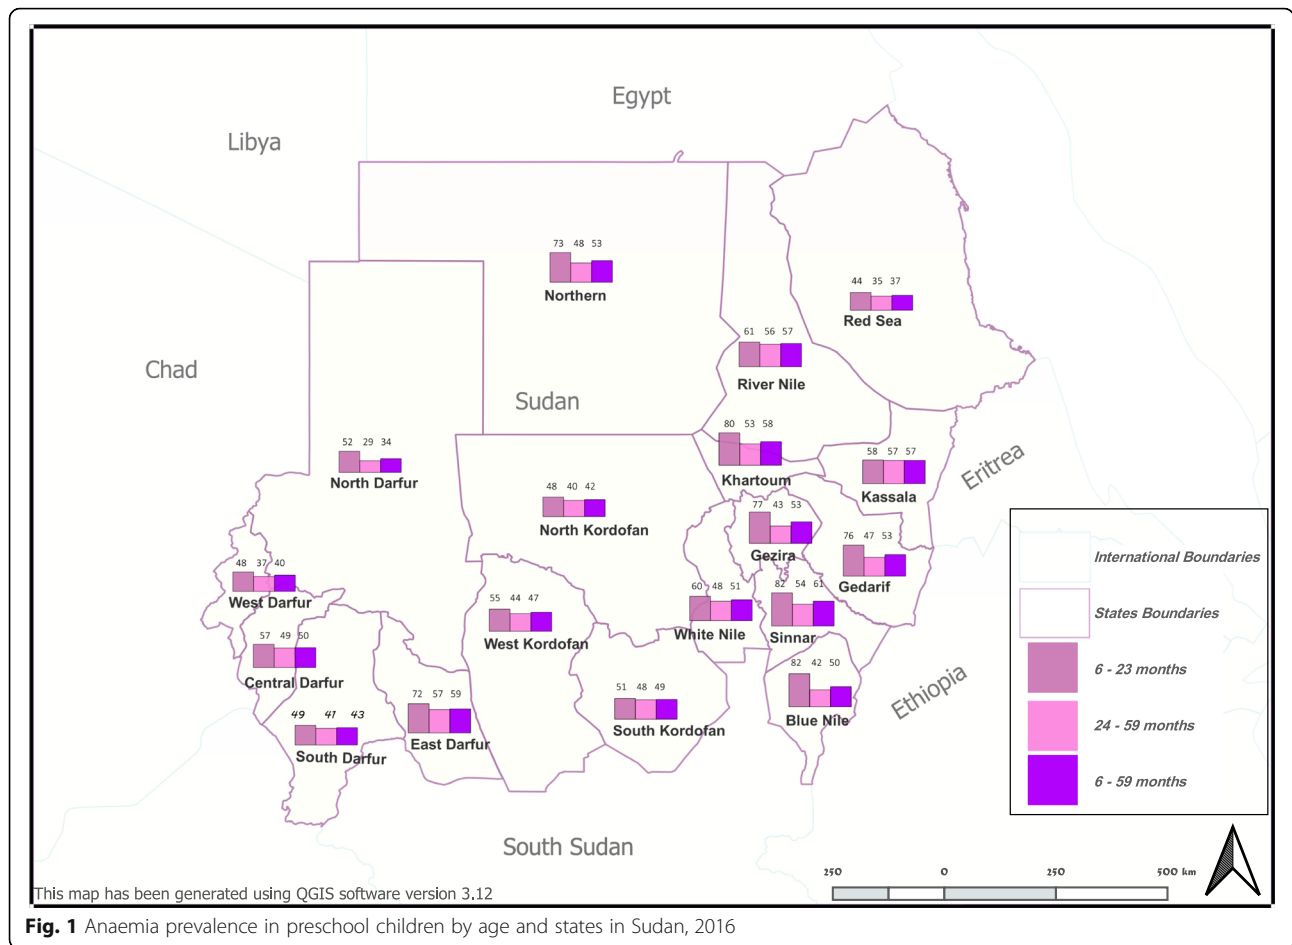 Egypt
Libya
73 48 53
Northern
44 35 37
Red Sea
61 56 57
River Nile
Chad
Sudan
80 53 58
Khartoum
52 29 34
North Darfur
58 57 57
Kassala
Eritrea
48 40 42
North Kordofan
77 43 53
Gezira
76 47 53
Gedarif
48 37 40
West Darfur
55 44 47
West Kordofan
60 48 51
White Nile
82 54 61
Sinnar
57 49 50
Central Darfur
72 57 59
East Darfur
51 48 49
South Kordofan
82 42 50
Blue Nile
Ethiopia
49 41 43
South Darfur
South Sudan
International Boundaries
States Boundaries
6 - 23 months
24 - 59 months
6 - 59 months
250 0 250 500 km
This map has been generated using QGIS software version 3.12
Fig. 1 Anaemia prevalence in preschool children by age and states in Sudan, 2016